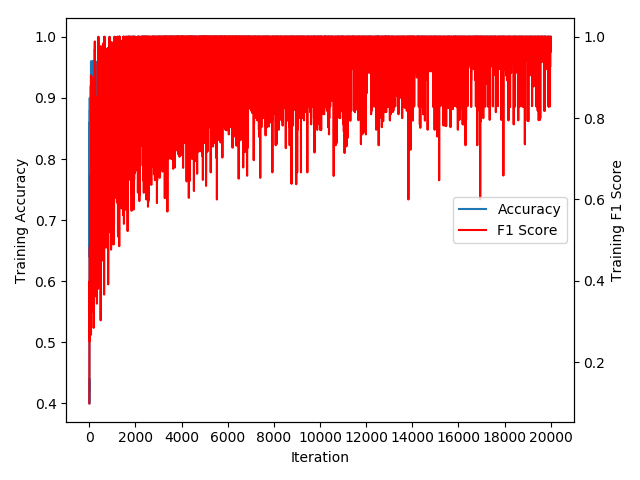 1.0
0.9
0.8
0.7
0.6
0.5
0.4
Training Accuracy
1.0
0.8
0.6
0.4
0.2
Training F1 Score
Accuracy
F1 Score
0 2000 4000 6000 8000 10000 12000 14000 16000 18000 20000
Iteration